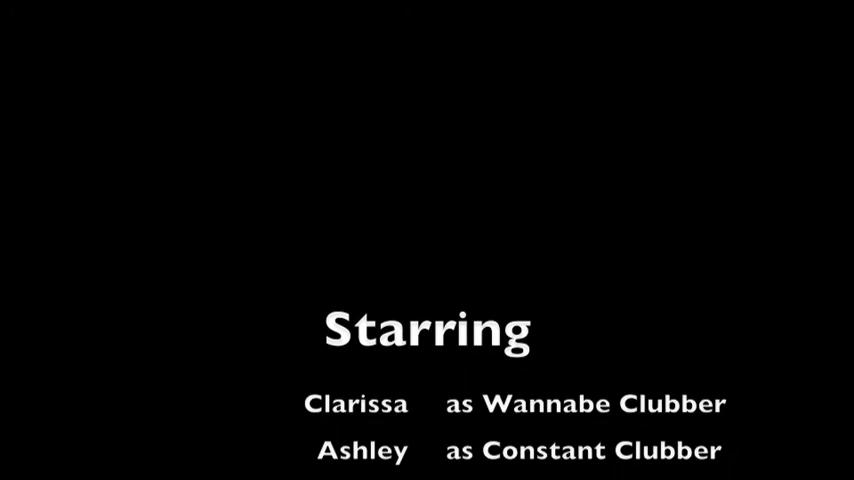 Starring
Clarissa as Wannabe Clubber
Ashley as Constant Clubber